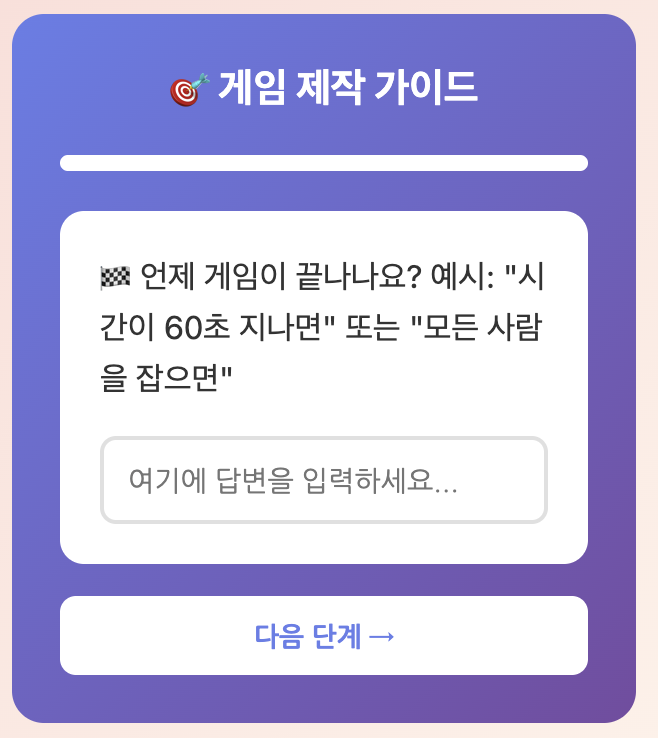 🎯 게임 제작 가이드
🏁 언제 게임이 끝나나요? 예시: "시
간이 60초 지나면" 또는 "모든 사람
을 잡으면"
여기에 답변을 입력하세요...
다음 단계 →